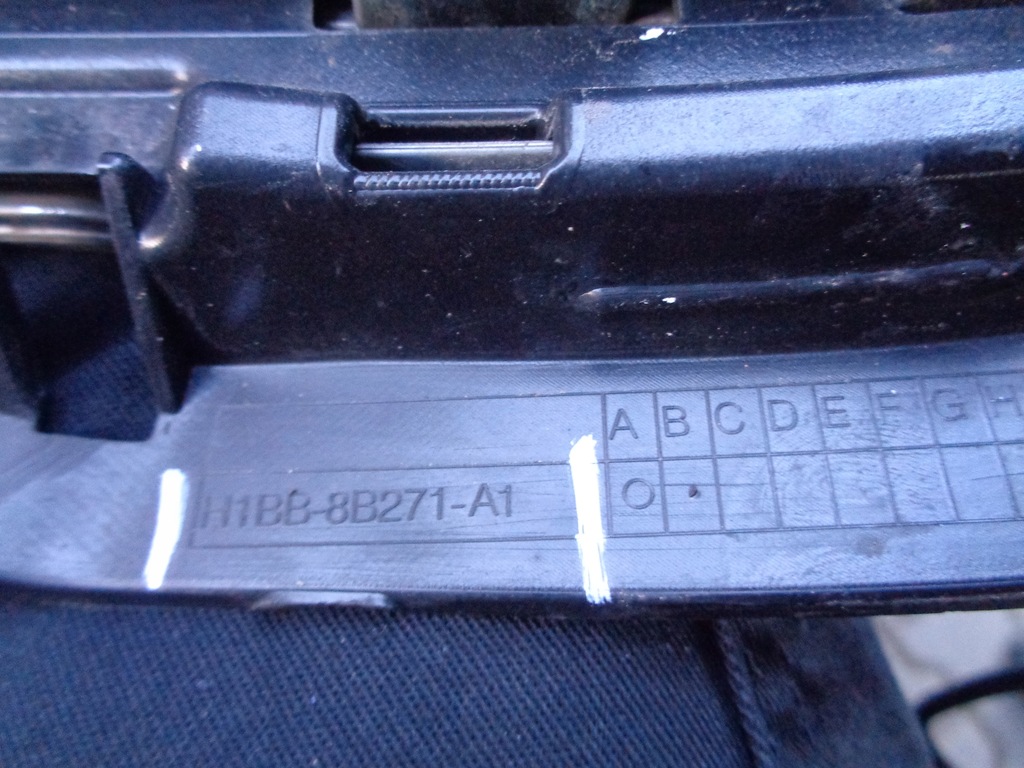 A B C D E F G H
H1BB-8B271-A1 O